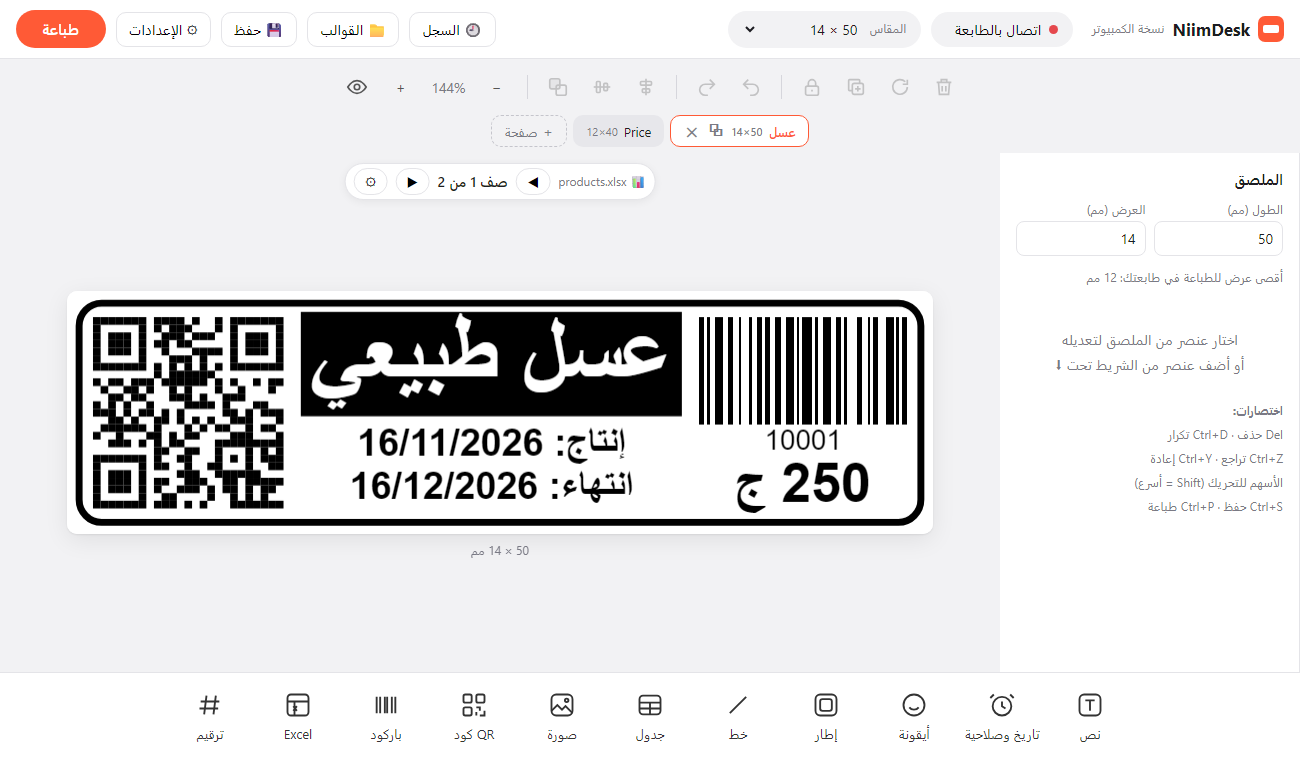 NiimDesk نسخة الكمبيوتر
اتصال بالطابعة
المقاس 50 × 14
السجل
القوالب
حفظ
الإعدادات
طباعة
− 144% +
عسل 50×14
Price 40×12
+ صفحة
products.xlsx
صف 1 من 2
الملصق
الطول (مم)
العرض (مم)
50
14
أقصى عرض للطباعة في طابعتك: 12 مم
اختار عنصر من الملصق لتعديله
أو أضف عنصر من الشريط تحت ⬇
اختصارات:
Del حذف · Ctrl+D تكرار
Ctrl+Z تراجع · Ctrl+Y إعادة
الأسهم للتحريك (Shift = أسرع)
Ctrl+S حفظ · Ctrl+P طباعة
10001
250 ج
عسل طبيعي
إنتاج: 16/11/2026
انتهاء: 16/12/2026
50 × 14 مم
نص
تاريخ وصلاحية
أيقونة
إطار
خط
جدول
صورة
QR كود
باركود
Excel
ترقيم